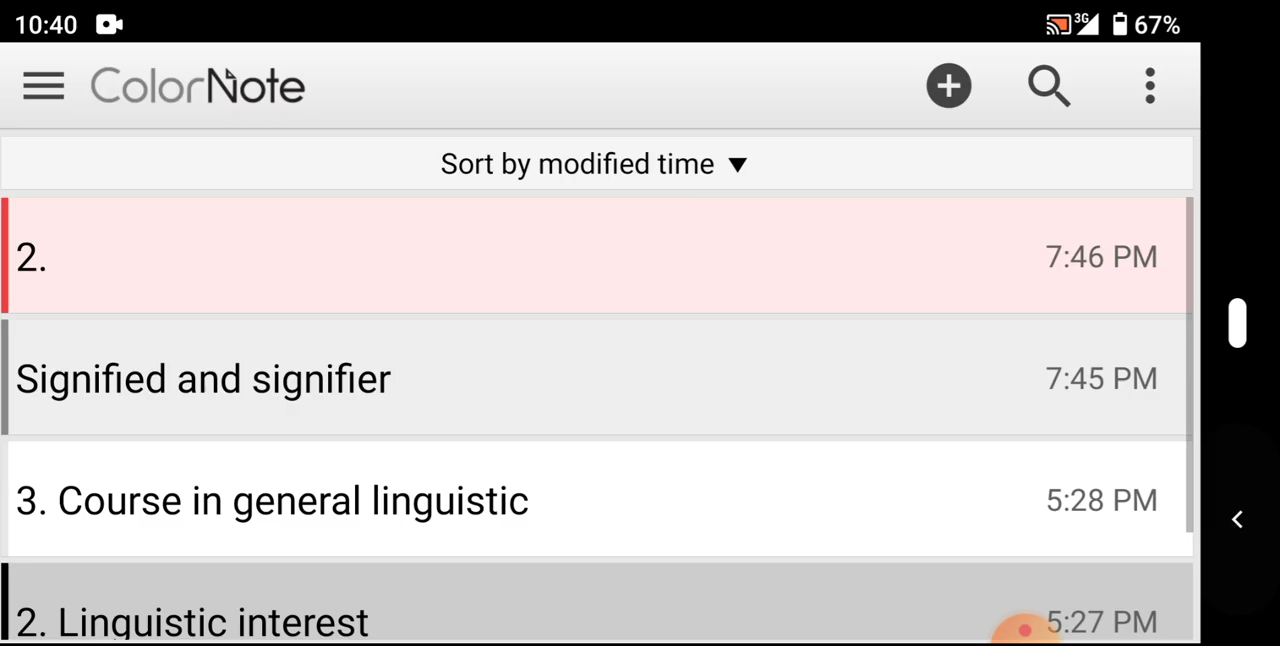 10:40 3G 67%
ColorNote
Sort by modified time ▼
2. 7:46 PM
Signified and signifier 7:45 PM
3. Course in general linguistic 5:28 PM
2. Linguistic interest 5:27 PM